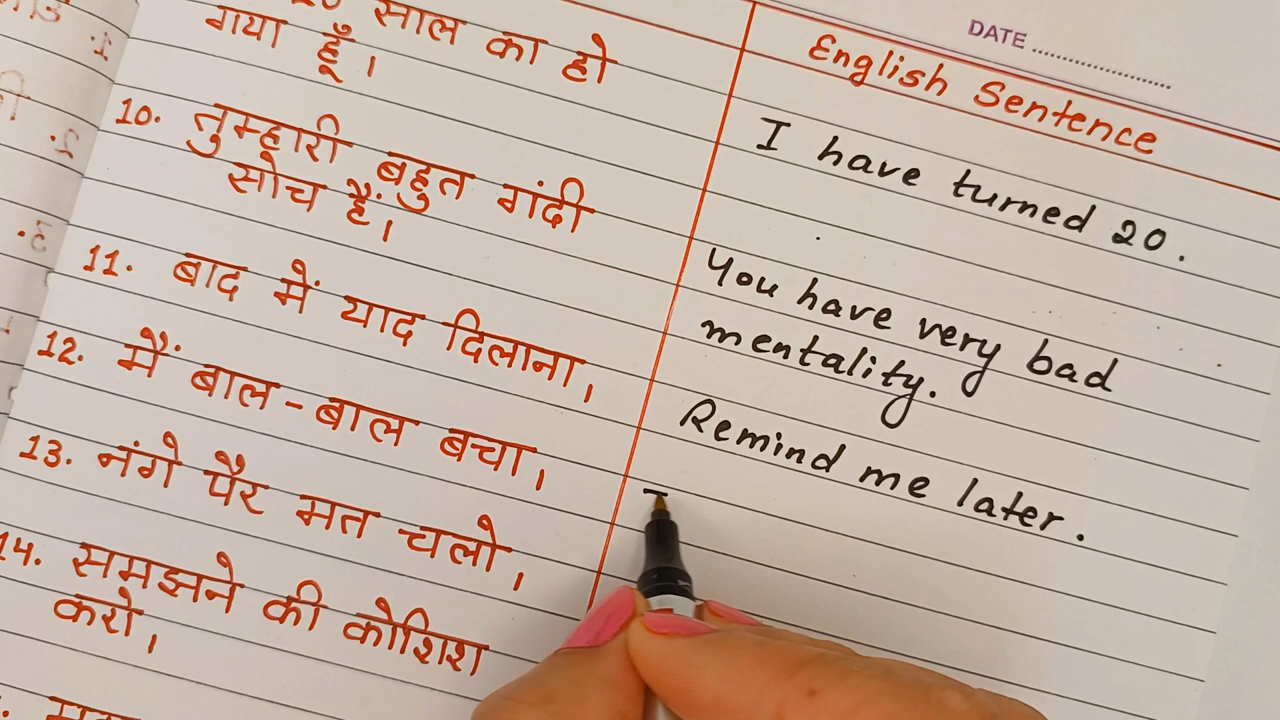 साल का हो
गया हूँ।
10. तुम्हारी बहुत गंदी
सोच हैं।
11. बाद में याद दिलाना।
12. मैं बाल-बाल बचा।
13. नंगे पैर मत चलो।
14. समझने की कोशिश
करो।
DATE
English Sentence
I have turned 20.
You have very bad
mentality.
Remind me later.